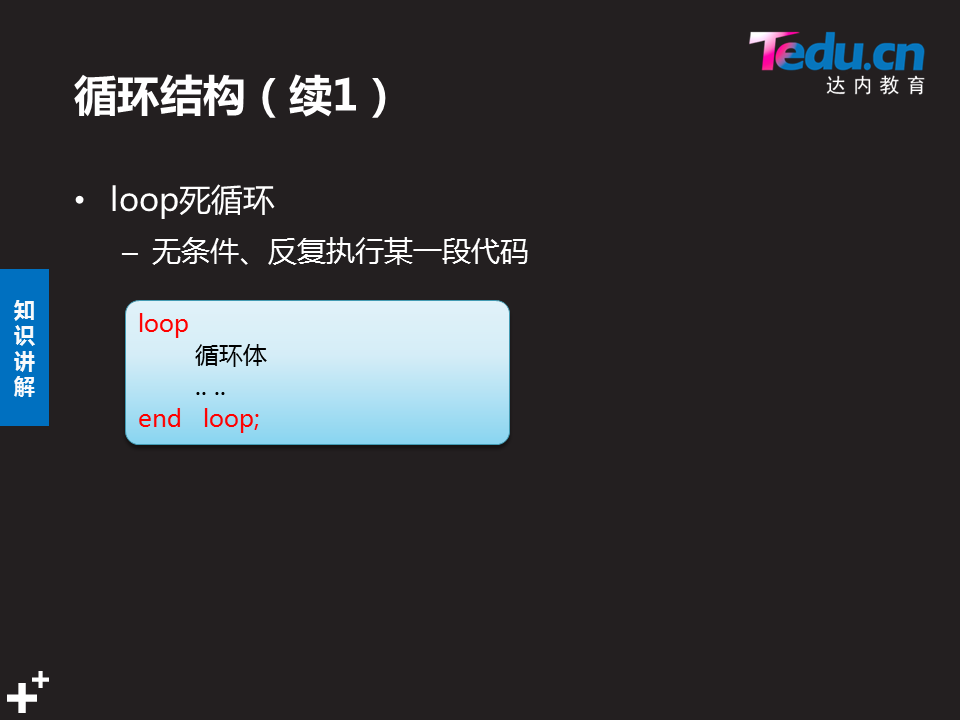 Tedu.cn
达内教育
循环结构（续1）
• loop死循环
– 无条件、反复执行某一段代码
知识讲解
loop
循环体
.. ..
end loop;